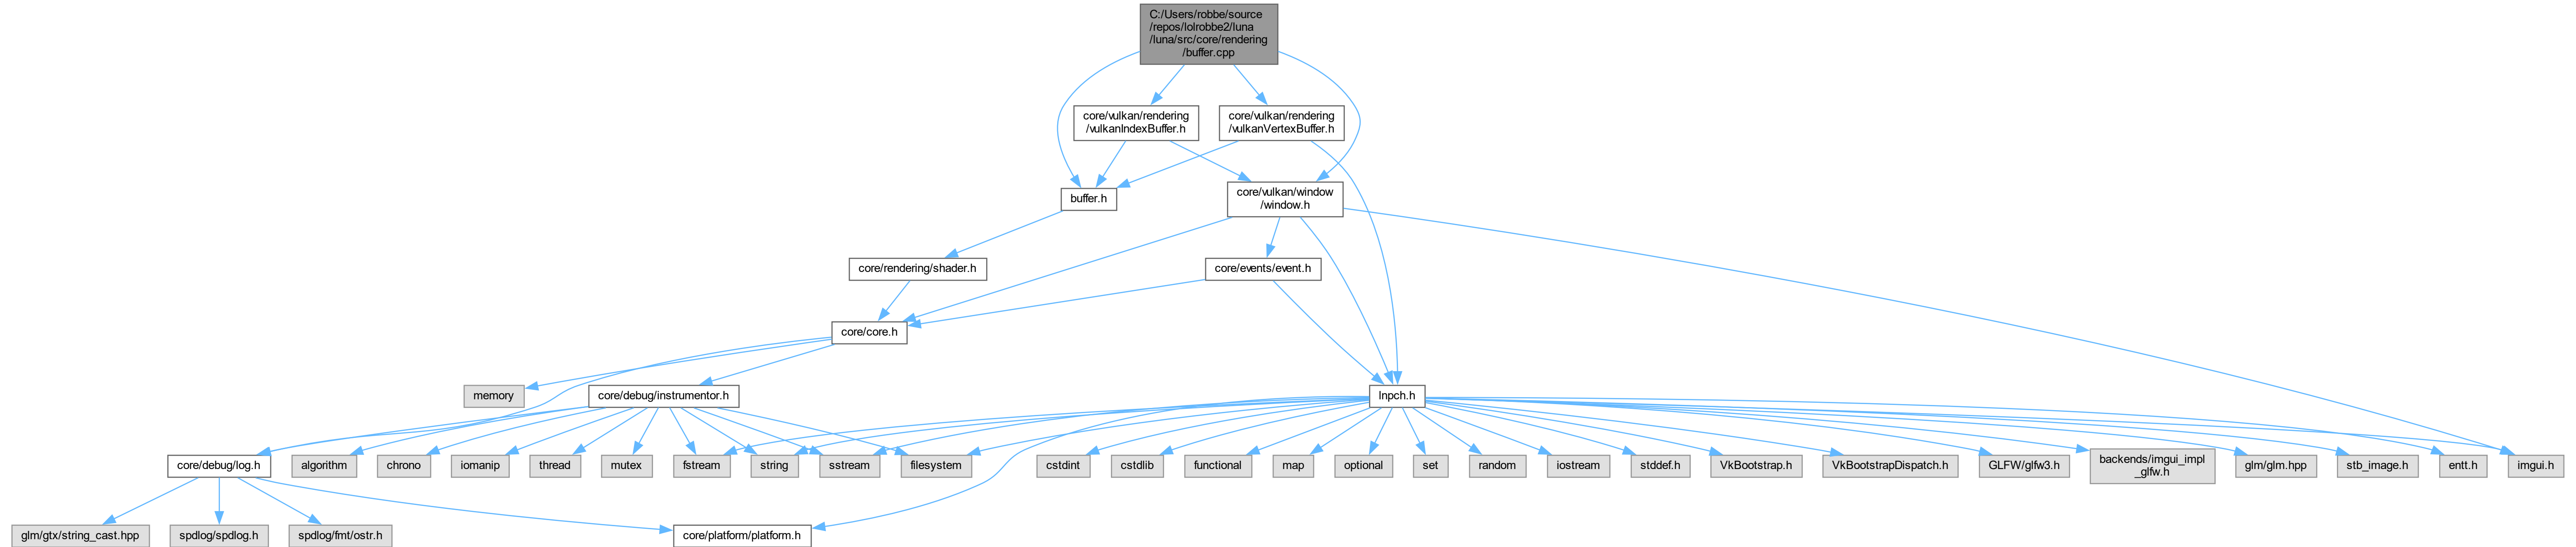 C:/Users/robbe/source
/repos/lolrobbe2/luna
/luna/src/core/rendering
/buffer.cpp
core/vulkan/rendering
/vulkanIndexBuffer.h
core/vulkan/rendering
/vulkanVertexBuffer.h
buffer.h
core/vulkan/window
/window.h
core/rendering/shader.h
core/events/event.h
core/core.h
memory
core/debug/instrumentor.h
lnpch.h
core/debug/log.h
algorithm
chrono
iomanip
thread
mutex
fstream
string
sstream
filesystem
cstdint
cstdlib
functional
map
optional
set
random
iostream
stddef.h
VkBootstrap.h
VkBootstrapDispatch.h
GLFW/glfw3.h
backends/imgui_impl
_glfw.h
glm/glm.hpp
stb_image.h
entt.h
imgui.h
glm/gtx/string_cast.hpp
spdlog/spdlog.h
spdlog/fmt/ostr.h
core/platform/platform.h